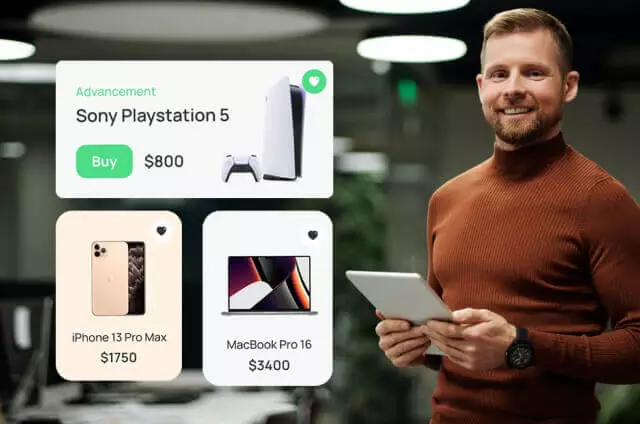 Advancement
Sony Playstation 5
Buy
$800
iPhone 13 Pro Max
$1750
MacBook Pro 16
$3400